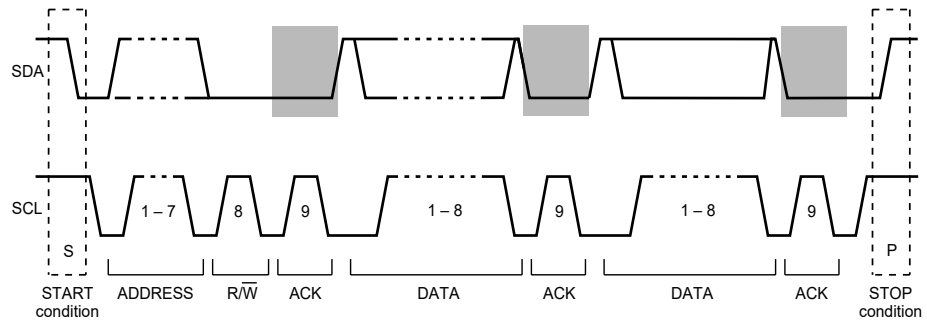 SDA
SCL
1 – 7
8
9
1 – 8
9
1 – 8
9
S
P
START
condition
ADDRESS
R/W̅
ACK
DATA
ACK
DATA
ACK
STOP
condition